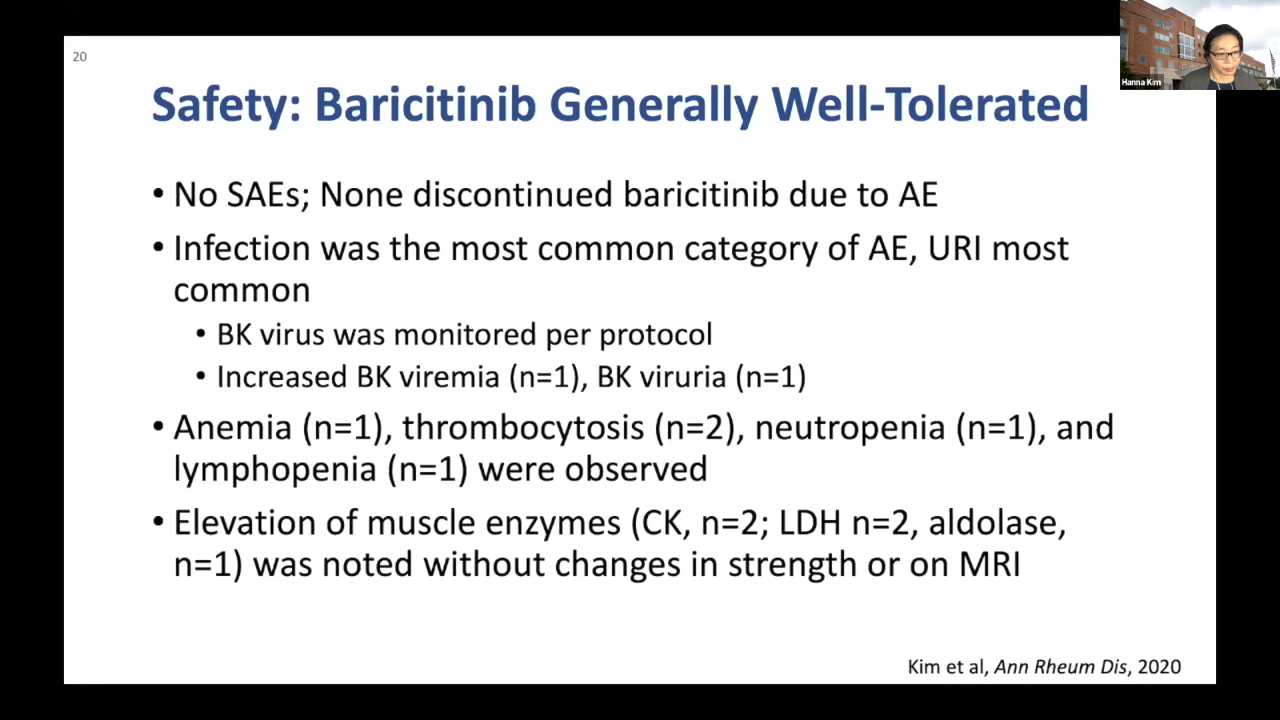 20
Hanna Kim
Safety: Baricitinib Generally Well-Tolerated
• No SAEs; None discontinued baricitinib due to AE
• Infection was the most common category of AE, URI most
common
• BK virus was monitored per protocol
• Increased BK viremia (n=1), BK viruria (n=1)
• Anemia (n=1), thrombocytosis (n=2), neutropenia (n=1), and
lymphopenia (n=1) were observed
• Elevation of muscle enzymes (CK, n=2; LDH n=2, aldolase,
n=1) was noted without changes in strength or on MRI
Kim et al, Ann Rheum Dis, 2020